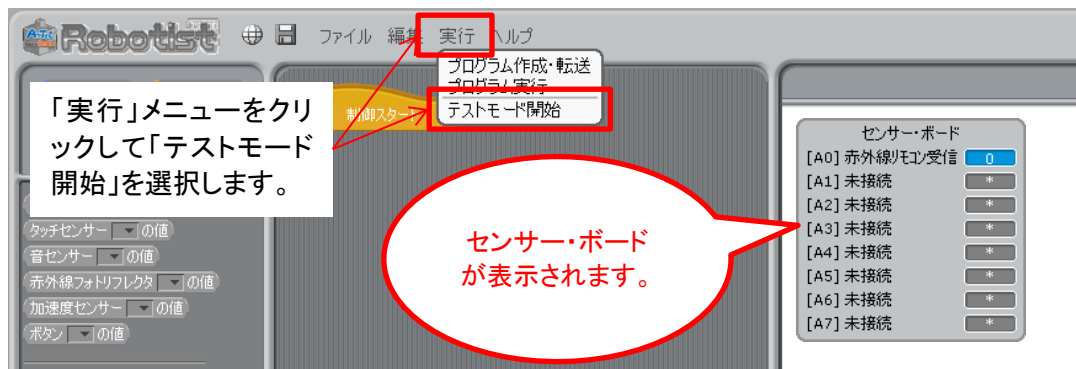 A-Tec Robotist ファイル 編集 実行 ヘルプ
プログラム作成・転送
プログラム実行
テストモード開始
制御スタート
「実行」メニューをクリ
ックして「テストモード
開始」を選択します。
タッチセンサー の値
音センサー の値
赤外線フォトリフレクタ の値
加速度センサー の値
ボタン の値
センサー・ボード
が表示されます。
センサー・ボード
[A0] 赤外線リモコン受信 0
[A1] 未接続 *
[A2] 未接続 *
[A3] 未接続 *
[A4] 未接続 *
[A5] 未接続 *
[A6] 未接続 *
[A7] 未接続 *